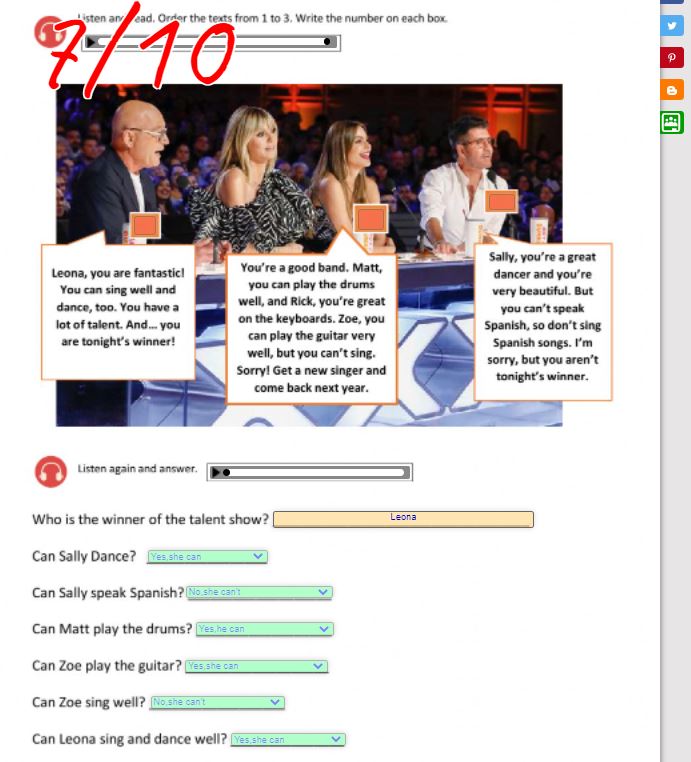 Listen and read. Order the texts from 1 to 3. Write the number on each box.
7/10
Leona, you are fantastic!
You can sing well and
dance, too. You have a
lot of talent. And... you
are tonight's winner!
You're a good band. Matt,
you can play the drums
well, and Rick, you're great
on the keyboards. Zoe, you
can play the guitar very
well, but you can't sing.
Sorry! Get a new singer and
come back next year.
Sally, you're a great
dancer and you're
very beautiful. But
you can't speak
Spanish, so don't sing
Spanish songs. I'm
sorry, but you aren't
tonight's winner.
Listen again and answer.
Who is the winner of the talent show? Leona
Can Sally Dance? Yes,she can
Can Sally speak Spanish? No,she can't
Can Matt play the drums? Yes,he can
Can Zoe play the guitar? Yes,she can
Can Zoe sing well? No,she can't
Can Leona sing and dance well? Yes,she can